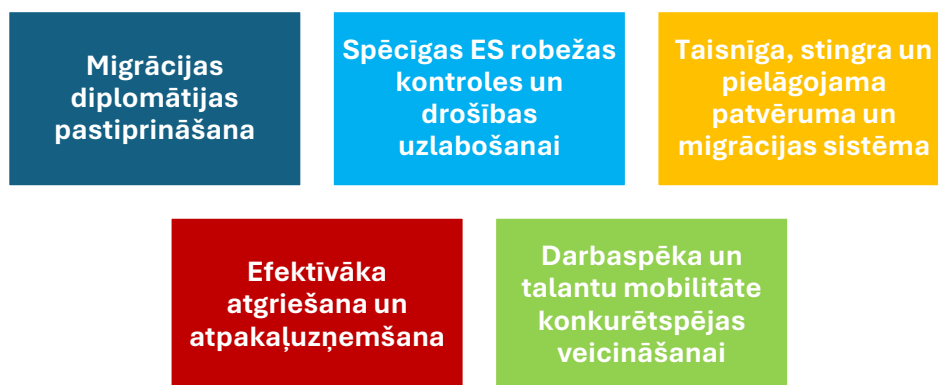 Migrācijas
diplomātijas
pastiprināšana
Spēcīgas ES robežas
kontroles un
drošības
uzlabošanai
Taisnīga, stingra un
pielāgojama
patvēruma un
migrācijas sistēma
Efektīvāka
atgriešana un
atpakaļuzņemšana
Darbaspēka un
talantu mobilitāte
konkurētspējas
veicināšanai